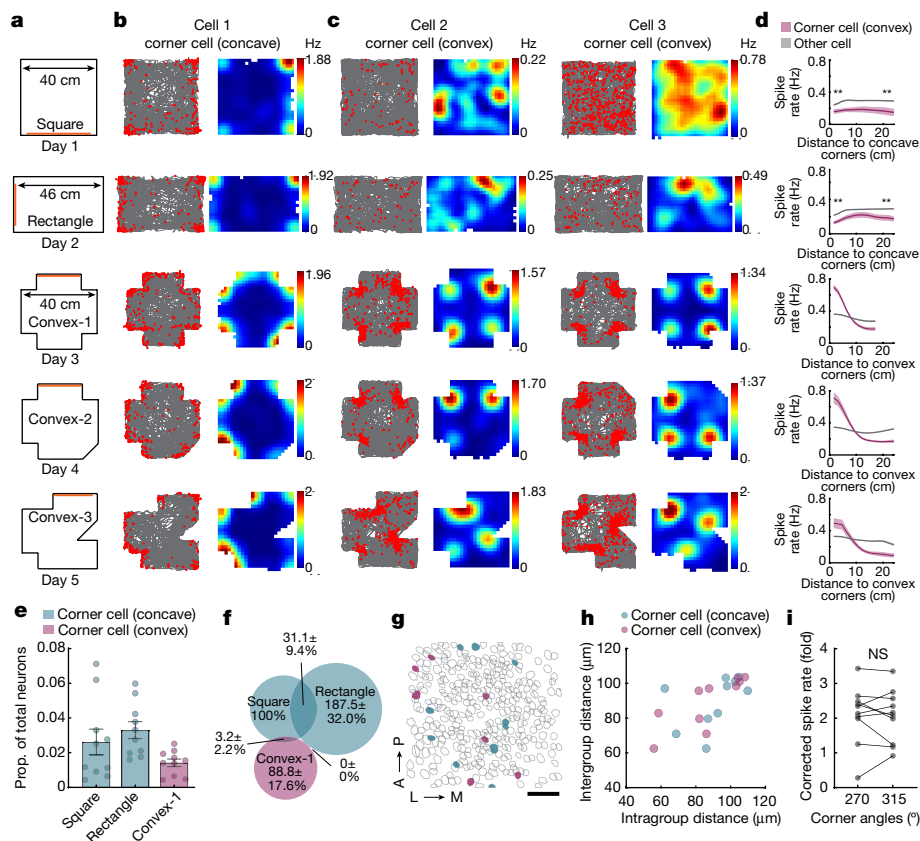 a
b
c
d
Cell 1
corner cell (concave)
Cell 2
corner cell (convex)
Cell 3
corner cell (convex)
Hz
Hz
Hz
Corner cell (convex)
Other cell
40 cm
Square
Day 1
1.88
0
0.22
0
0.78
0
Spike
rate (Hz)
0.8
0.4
0
**
**
0 10 20
Distance to concave
corners (cm)
46 cm
Rectangle
Day 2
1.92
0
0.25
0
0.49
0
Spike
rate (Hz)
0.8
0.4
0
**
**
0 10 20
Distance to concave
corners (cm)
40 cm
Convex-1
Day 3
1.96
0
1.57
0
1.34
0
Spike
rate (Hz)
0.8
0.4
0
0 10 20
Distance to convex
corners (cm)
Convex-2
Day 4
2
0
1.70
0
1.37
0
Spike
rate (Hz)
0.8
0.4
0
0 10 20
Distance to convex
corners (cm)
Convex-3
Day 5
2
0
1.83
0
2
0
Spike
rate (Hz)
0.8
0.4
0
0 10 20
Distance to convex
corners (cm)
e
Corner cell (concave)
Corner cell (convex)
Prop. of total neurons
0.08
0.06
0.04
0.02
0
Square
Rectangle
Convex-1
f
31.1±
9.4%
Square
100%
Rectangle
187.5±
32.0%
3.2±
2.2%
Convex-1
88.8±
17.6%
0±
0%
g
A
P
L
M
h
Corner cell (concave)
Corner cell (convex)
Intergroup distance (μm)
120
100
80
60
40
40 60 80 100 120
Intragroup distance (μm)
i
NS
Corrected spike rate (fold)
4
3
2
1
0
270 315
Corner angles (º)